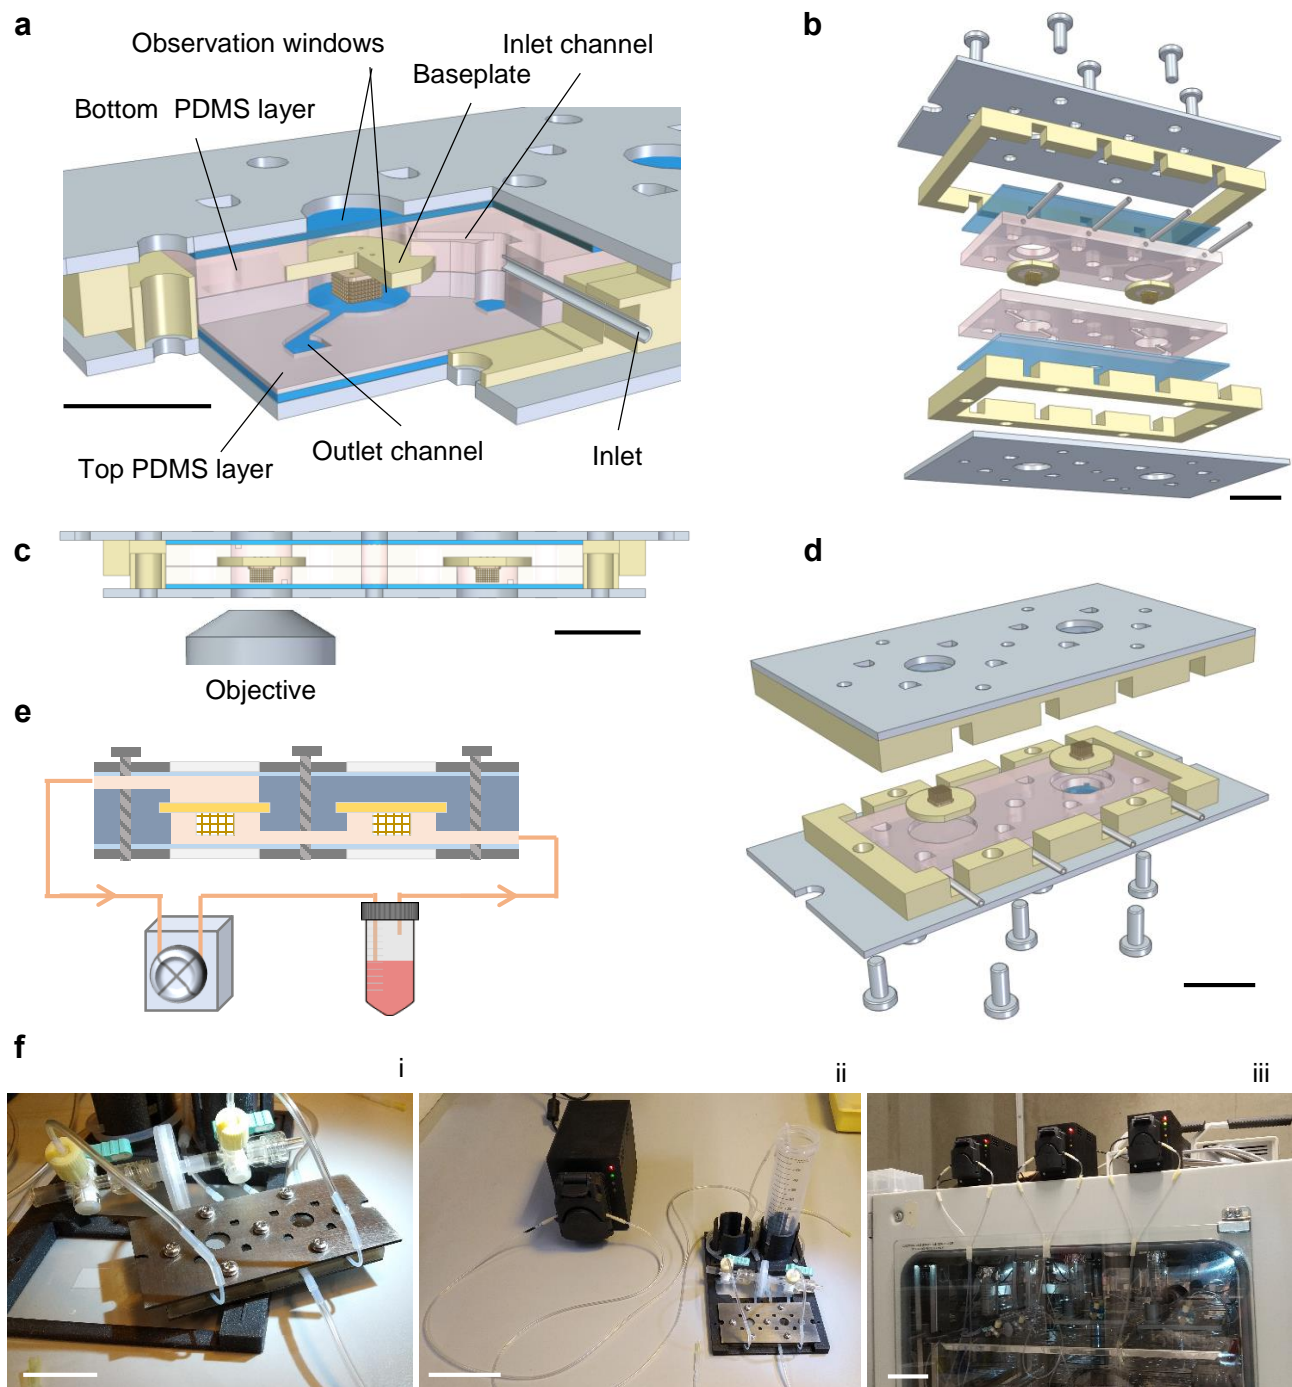 a
Observation windows
Inlet channel
Baseplate
Bottom PDMS layer
Outlet channel
Inlet
Top PDMS layer
b
c
Objective
d
e
f
i
ii
iii